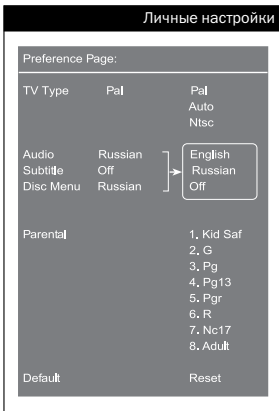 Личные настройки
Preference Page:
TV Type Pal Pal
Auto
Ntsc
Audio Russian English
Subtitle Off Russian
Disc Menu Russian Off
Parental 1. Kid Saf
2. G
3. Pg
4. Pg13
5. Pgr
6. R
7. Nc17
8. Adult
Default Reset